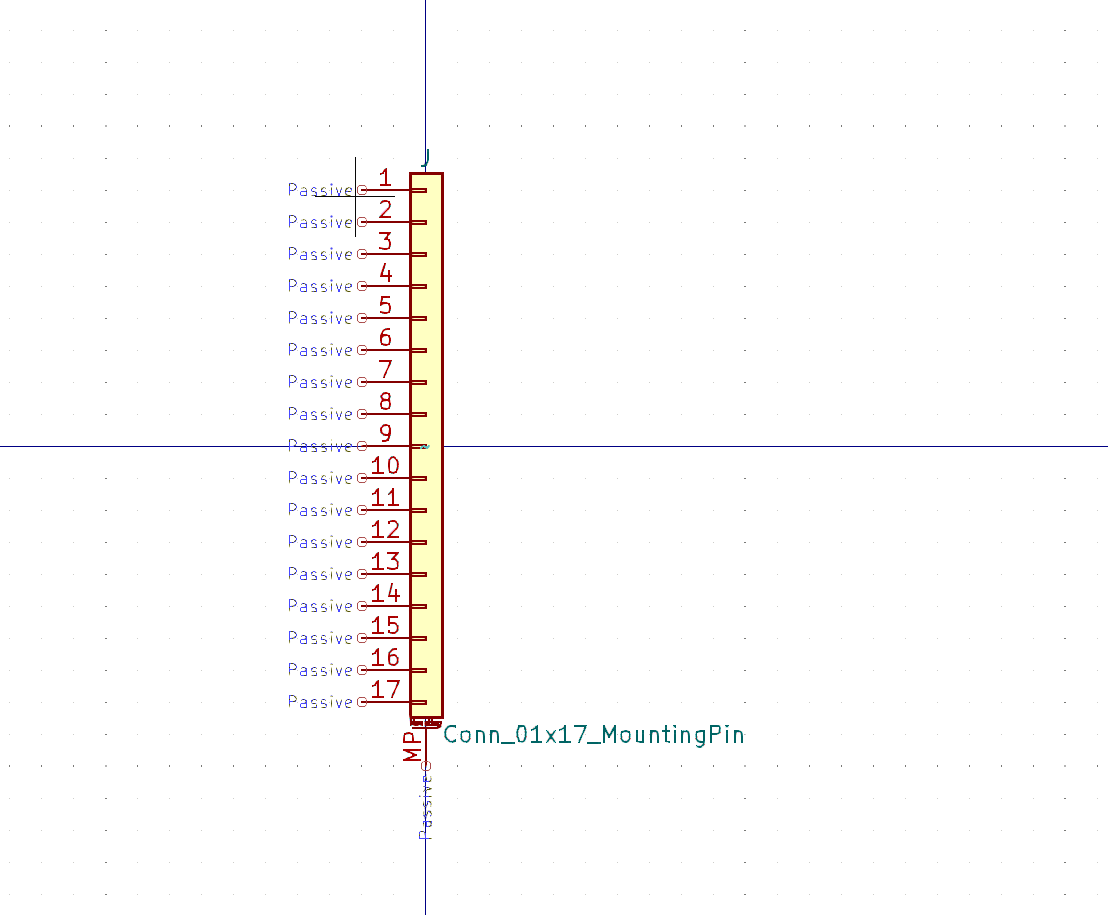 J
Passive 1
Passive 2
Passive 3
Passive 4
Passive 5
Passive 6
Passive 7
Passive 8
Passive 9
Passive 10
Passive 11
Passive 12
Passive 13
Passive 14
Passive 15
Passive 16
Passive 17
Conn_01x17_MountingPin
MP
Passive